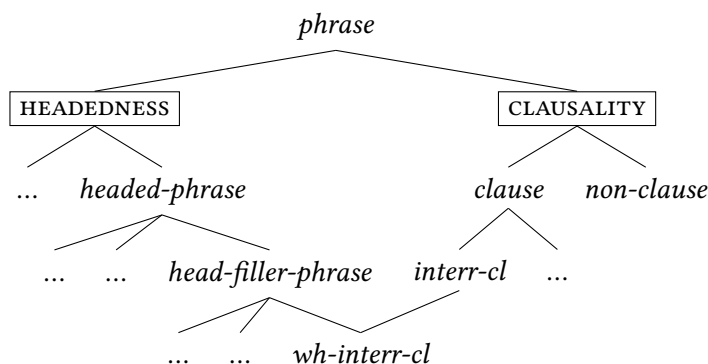 phrase
HEADEDNESS CLAUSALITY
... headed-phrase clause non-clause
... ... head-filler-phrase interr-cl ...
... ... wh-interr-cl